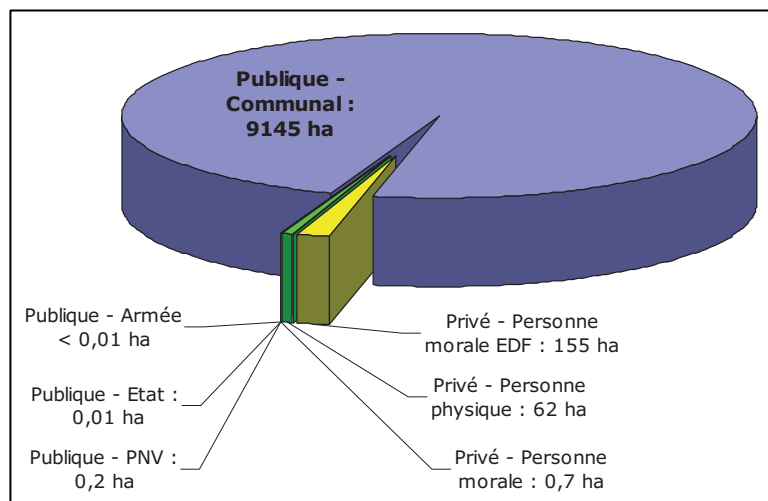 Publique -
Communal :
9145 ha
Publique - Armée
< 0,01 ha
Publique - Etat :
0,01 ha
Publique - PNV :
0,2 ha
Privé - Personne
morale EDF : 155 ha
Privé - Personne
physique : 62 ha
Privé - Personne
morale : 0,7 ha